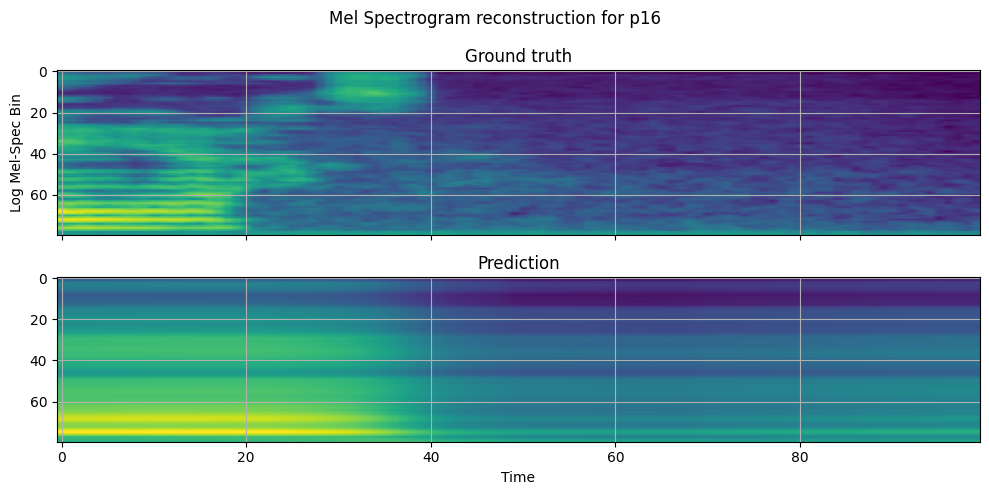 Mel Spectrogram reconstruction for p16
Ground truth
0
20
40
60
Log Mel-Spec Bin
Prediction
0
20
40
60
0 20 40 60 80
Time